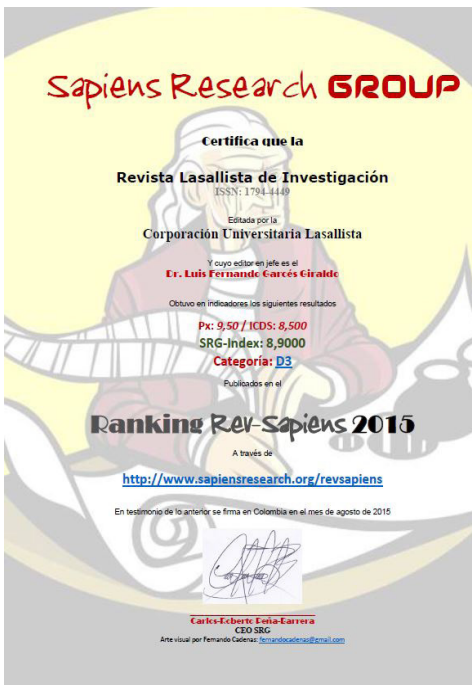 Sapiens Research GROUP
Certifica que la
Revista Lasallista de Investigación
ISSN: 1794-4449
Editada por la
Corporación Universitaria Lasallista
Y cuyo editor en jefe es el
Dr. Luis Fernando Garcés Giraldo
Obtuvo en indicadores los siguientes resultados
Px: 9,50 / ICDS: 8,500
SRG-Index: 8,9000
Categoría: D3
Publicados en el
Ranking Rev-Sapiens 2015
A través de
http://www.sapiensresearch.org/revsapiens
En testimonio de lo anterior se firma en Colombia en el mes de agosto de 2015
Carlos-Roberto Peña-Barrera
CEO SRG
Arte visual por Fernando Cadenas: fernandocadenas@gmail.com